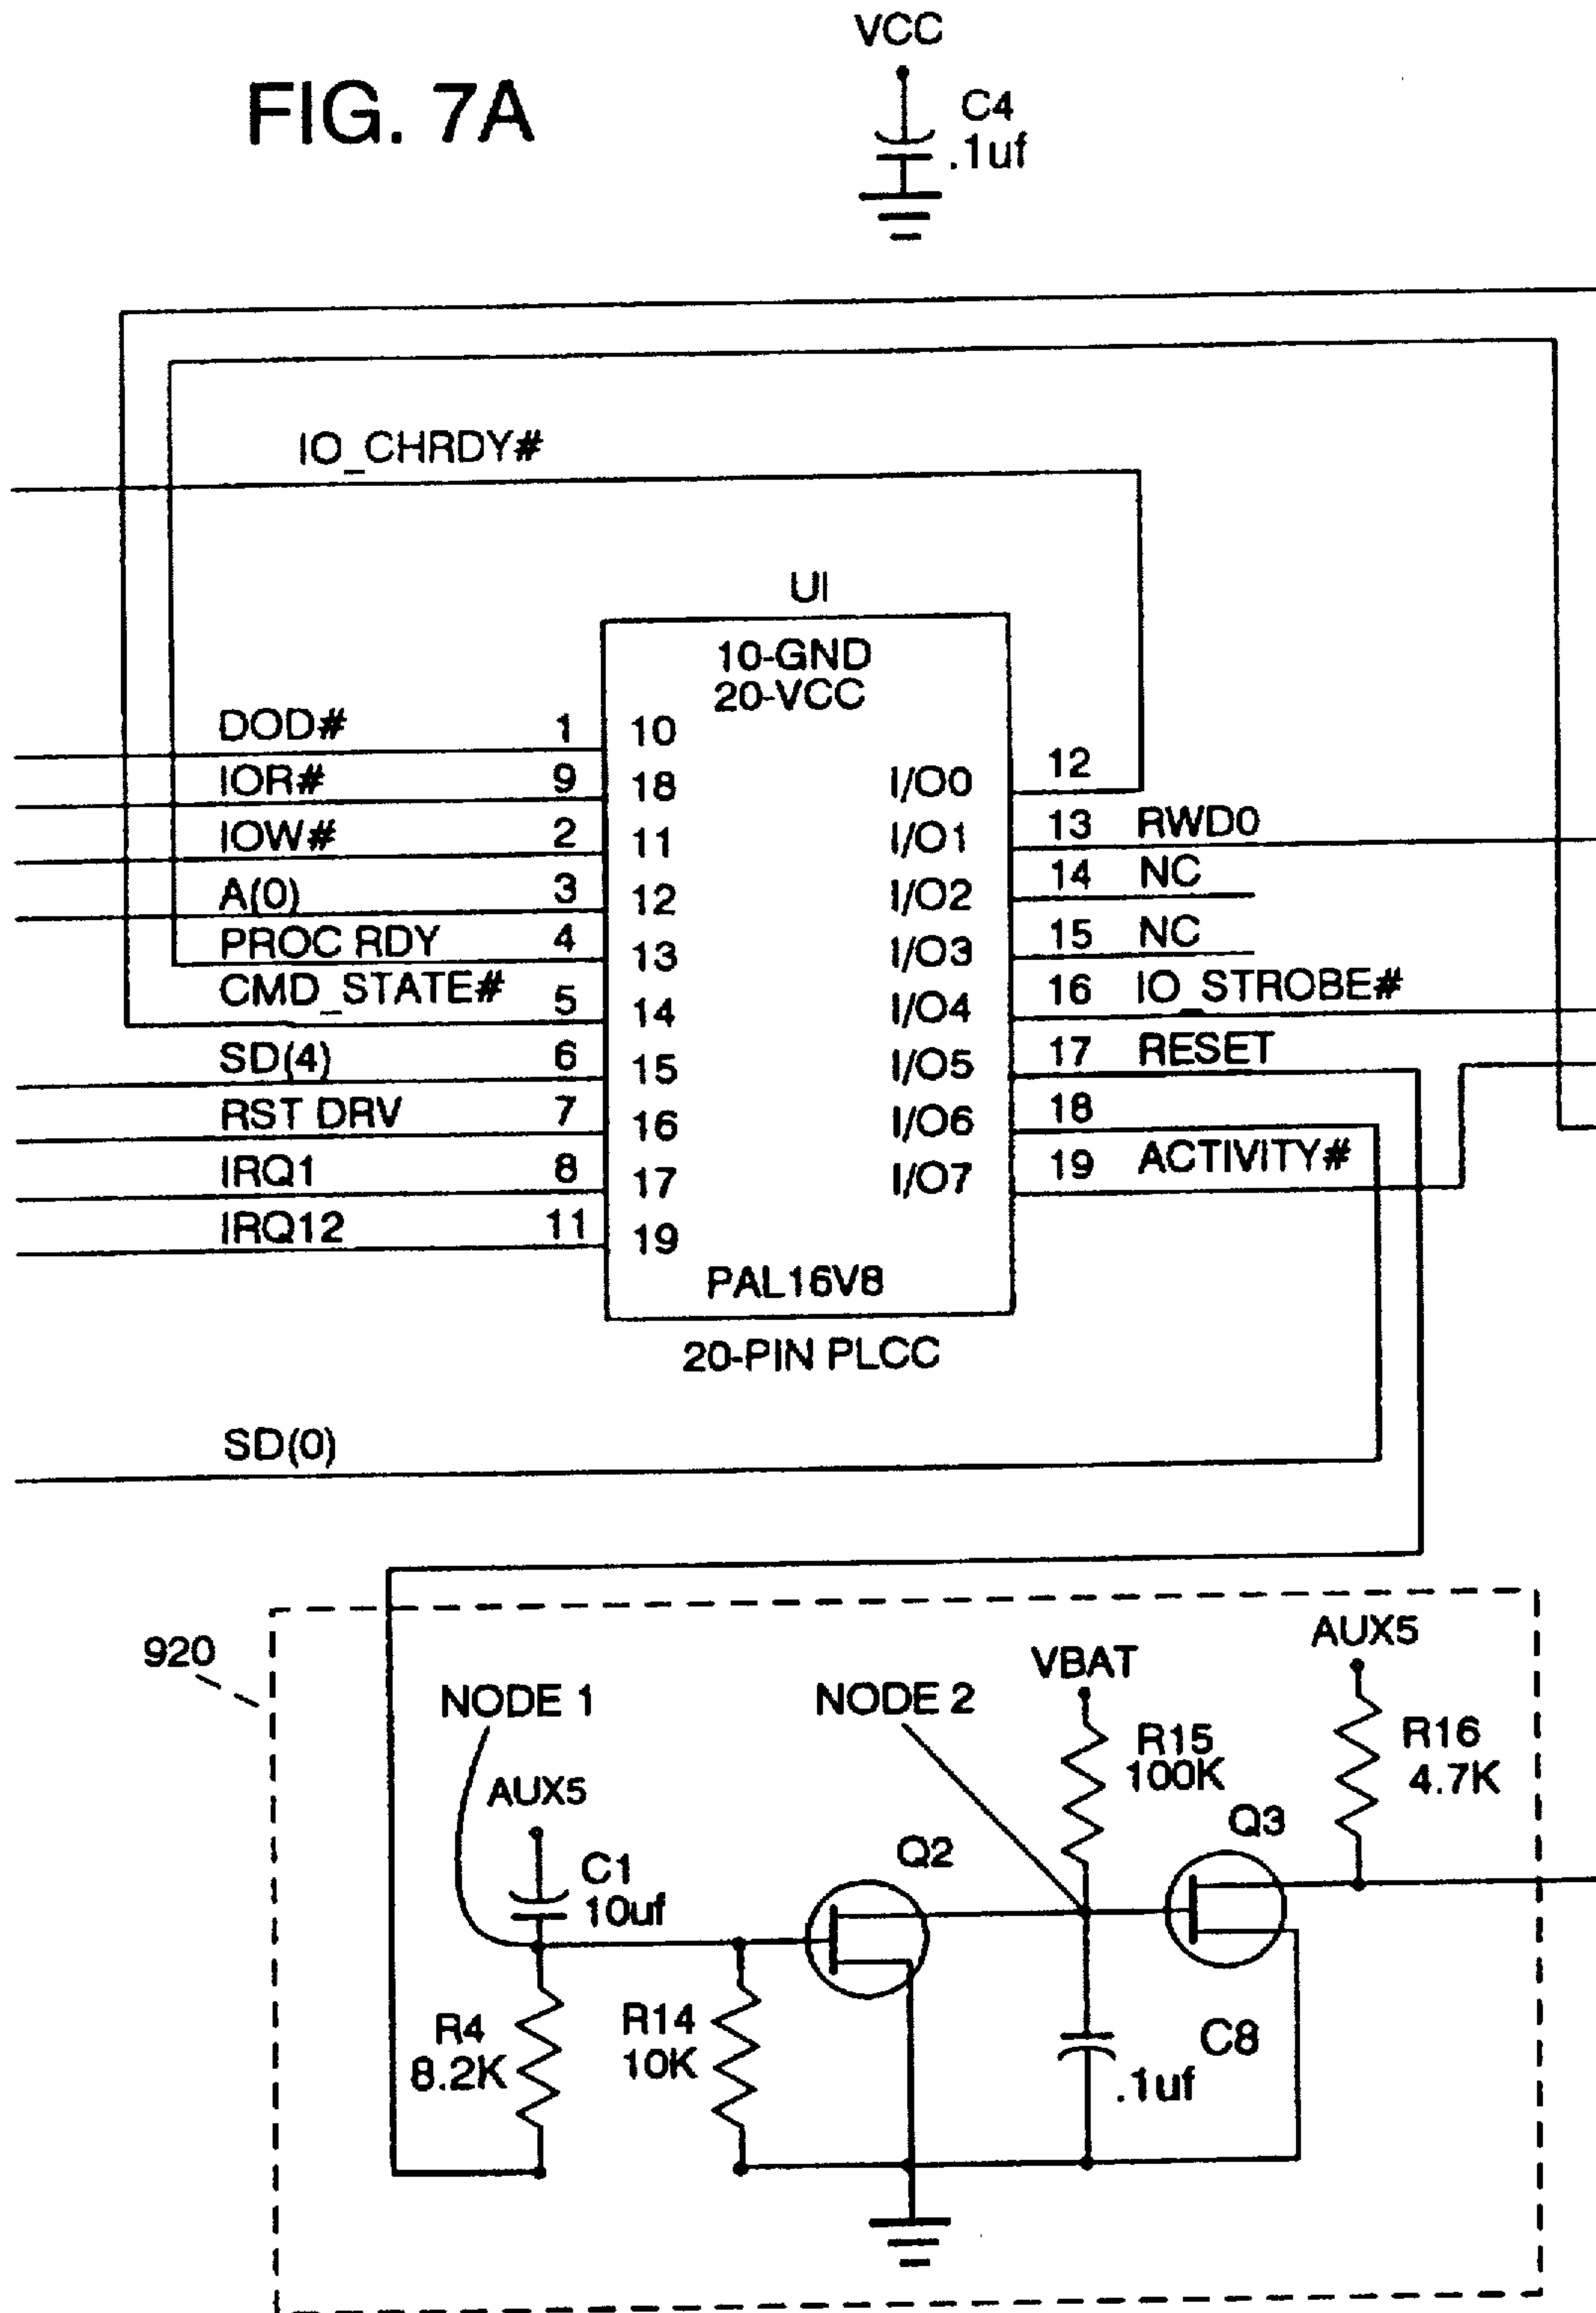 VCC
FIG. 7A
C4
.1uf
IO_CHRDY#
UI
10-GND
20-VCC
DOD# 1 10
IOR# 9 18
IOW# 2 11
A(0) 3 12
PROC RDY 4 13
CMD_STATE# 5 14
SD(4) 6 15
RST DRV 7 16
IRQ1 8 17
IRQ12 11 19
I/O0 12
I/O1 13 RWD0
I/O2 14 NC
I/O3 15 NC
I/O4 16 IO_STROBE#
I/O5 17 RESET
I/O6 18
I/O7 19 ACTIVITY#
PAL16V8
20-PIN PLCC
SD(0)
920
NODE 1
AUX5
C1
10uf
R4
8.2K
R14
10K
Q2
NODE 2
VBAT
R15
100K
C8
.1uf
Q3
AUX5
R16
4.7K